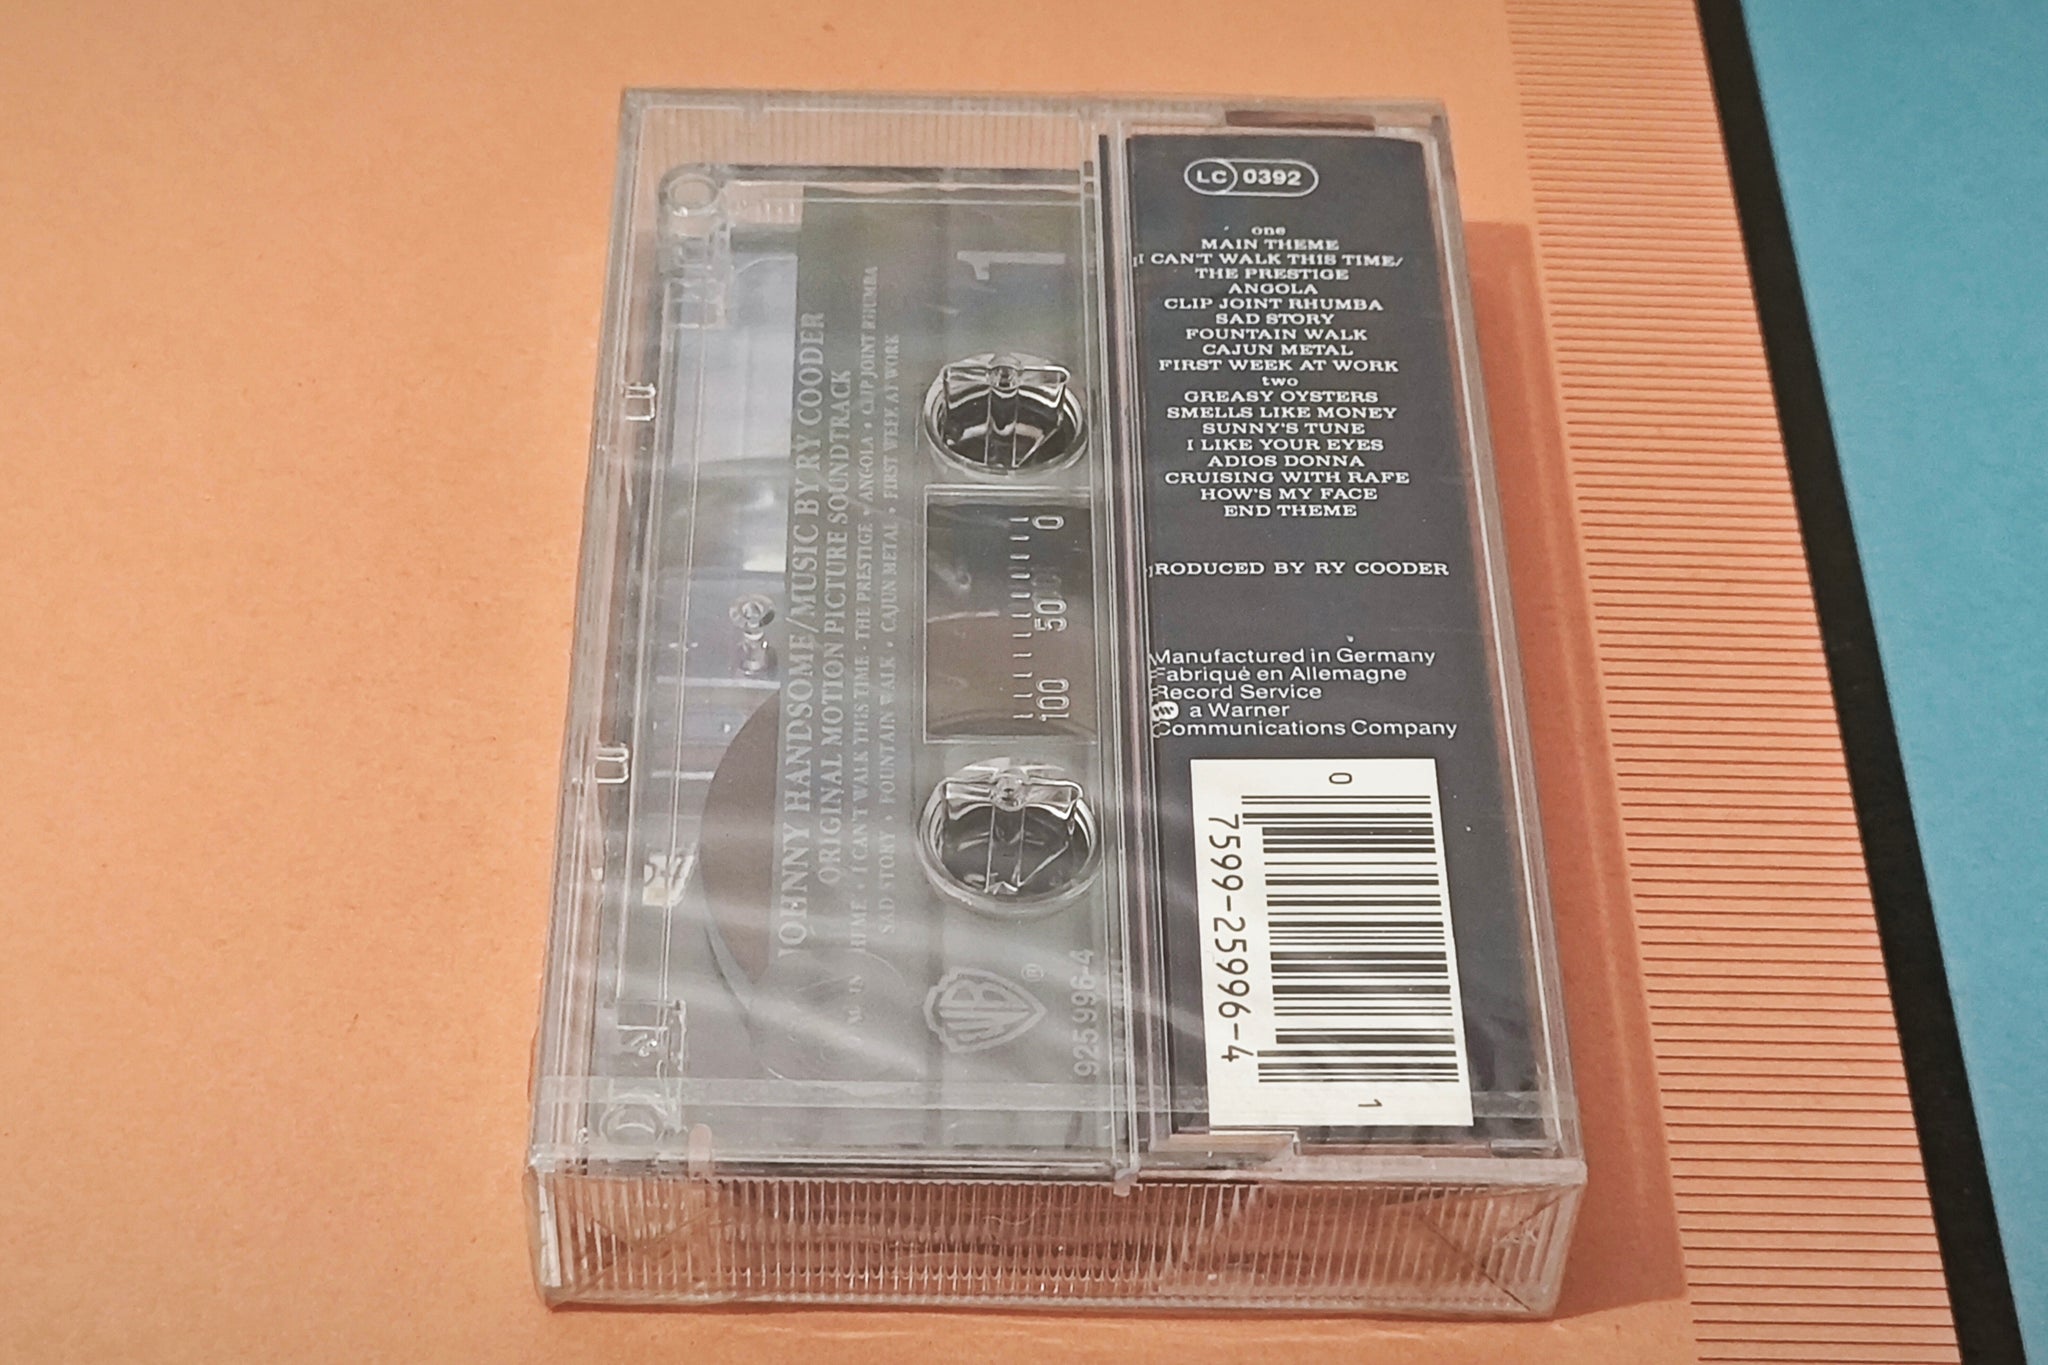 LC 0392
one
MAIN THEME
I CAN'T WALK THIS TIME/
THE PRESTIGE
ANGOLA
CLIP JOINT RHUMBA
SAD STORY
FOUNTAIN WALK
CAJUN METAL
FIRST WEEK AT WORK
two
GREASY OYSTERS
SMELLS LIKE MONEY
SUNNY'S TUNE
I LIKE YOUR EYES
ADIOS DONNA
CRUISING WITH RAFE
HOW'S MY FACE
END THEME
PRODUCED BY RY COODER
Manufactured in Germany
Fabriqué en Allemagne
Record Service
a Warner
Communications Company
0
7599-25996-4
1
JOHNNY HANDSOME/MUSIC BY RY COODER
ORIGINAL MOTION PICTURE SOUNDTRACK
MAIN THEME • I CAN'T WALK THIS TIME · THE PRESTIGE • ANGOLA • CLIP JOINT RHUMBA
SAD STORY • FOUNTAIN WALK • CAJUN METAL • FIRST WEEK AT WORK
1
0
50
100
WB ®
925 996-4